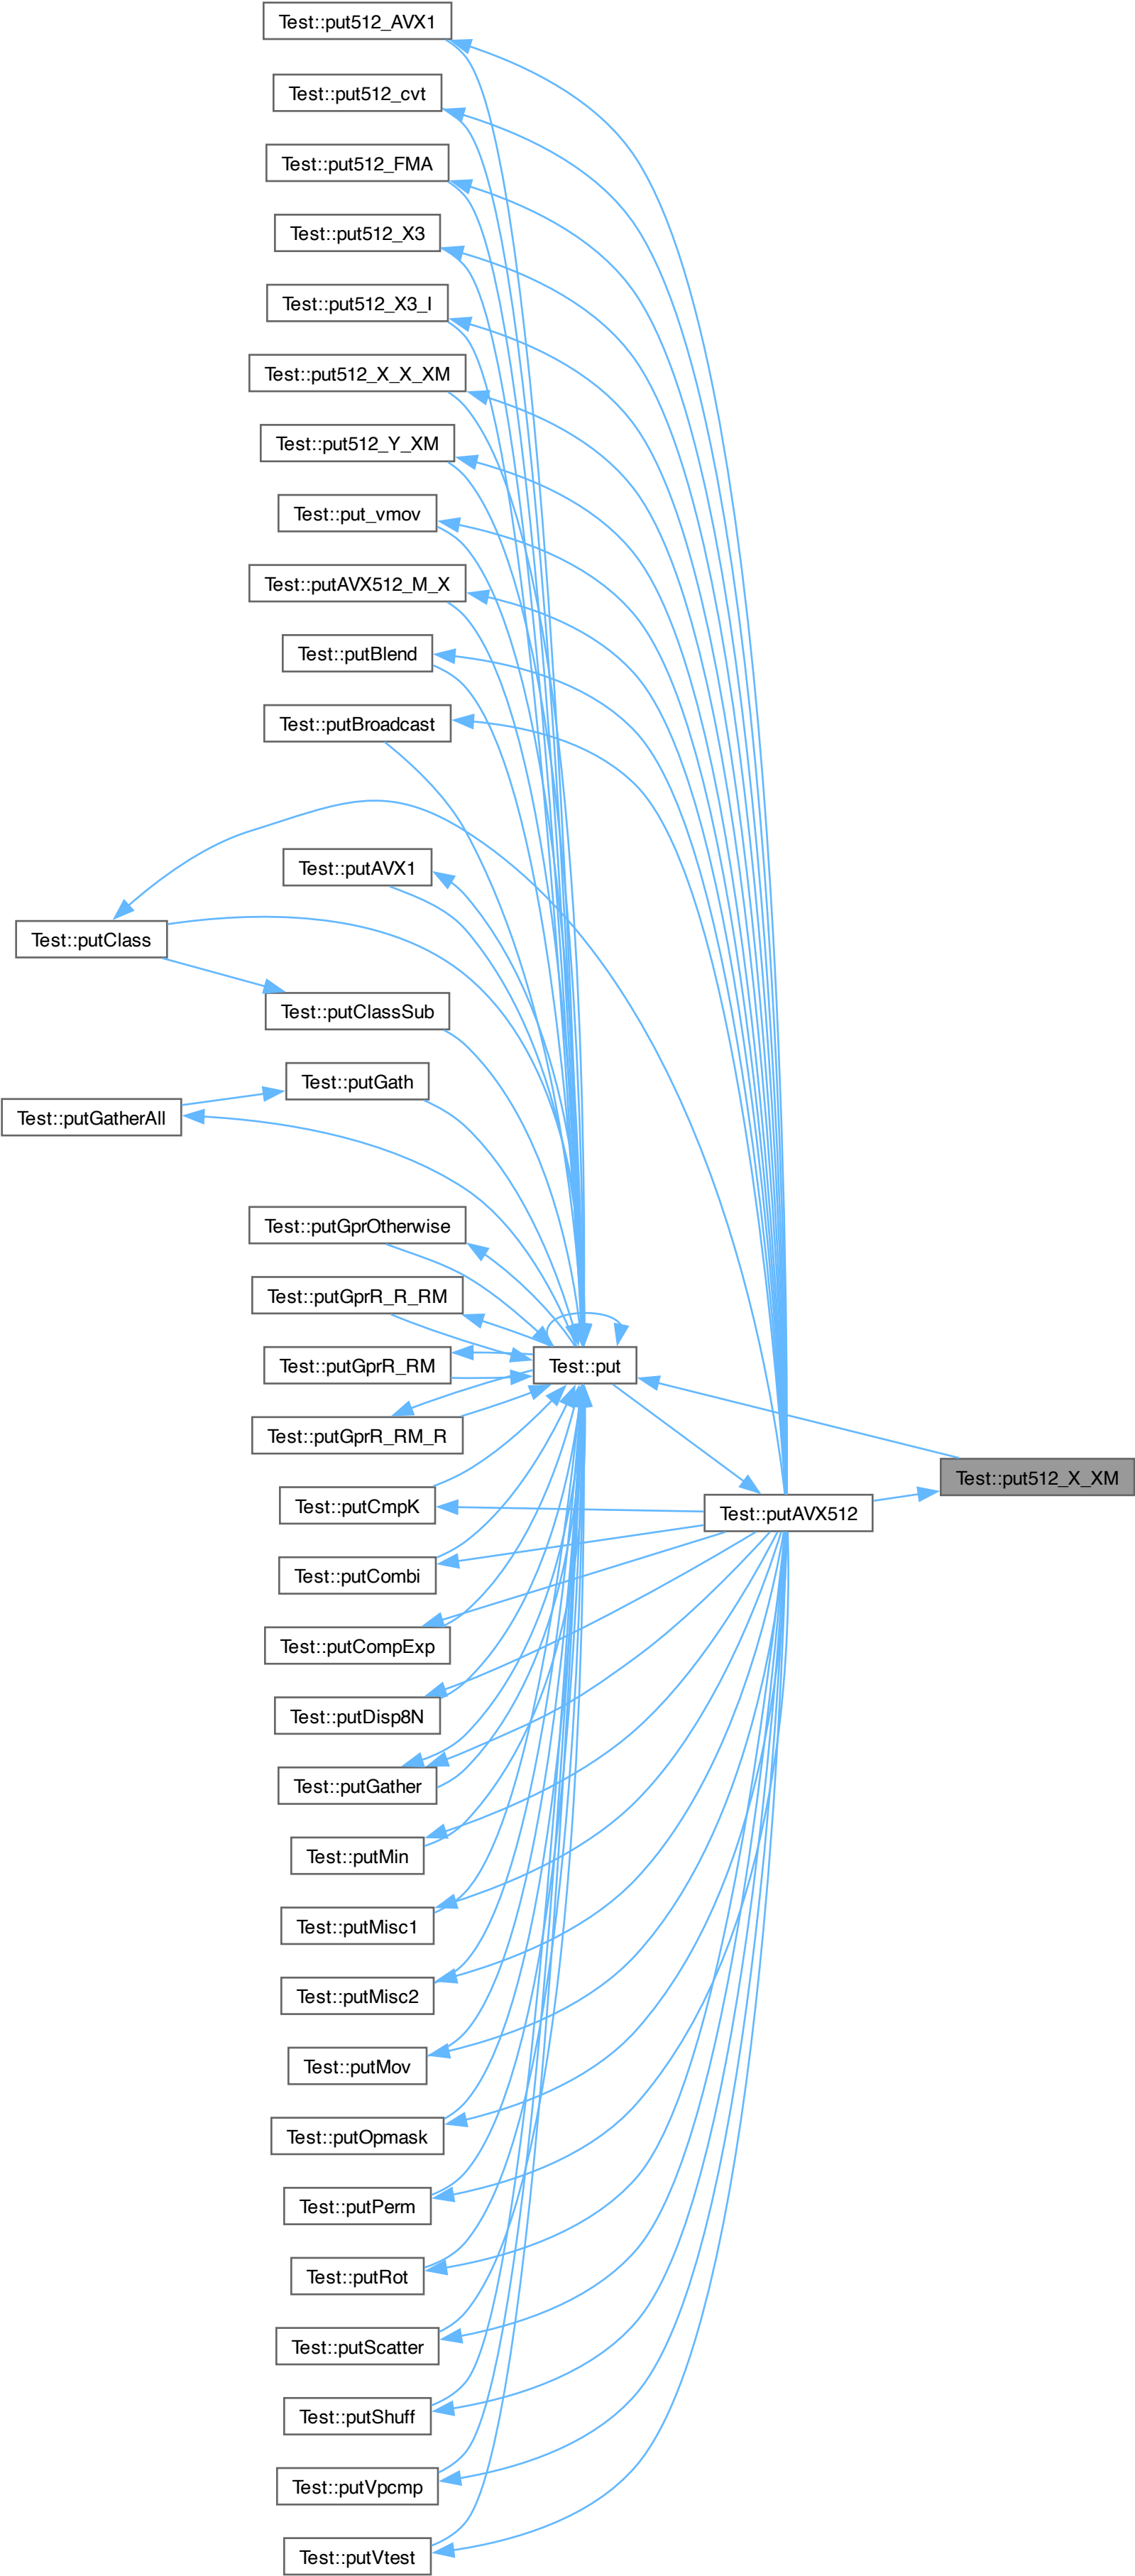 Test::put512_AVX1
Test::put512_cvt
Test::put512_FMA
Test::put512_X3
Test::put512_X3_I
Test::put512_X_X_XM
Test::put512_Y_XM
Test::put_vmov
Test::putAVX512_M_X
Test::putBlend
Test::putBroadcast
Test::putAVX1
Test::putClass
Test::putClassSub
Test::putGath
Test::putGatherAll
Test::putGprOtherwise
Test::putGprR_R_RM
Test::putGprR_RM
Test::put
Test::putGprR_RM_R
Test::put512_X_XM
Test::putCmpK
Test::putAVX512
Test::putCombi
Test::putCompExp
Test::putDisp8N
Test::putGather
Test::putMin
Test::putMisc1
Test::putMisc2
Test::putMov
Test::putOpmask
Test::putPerm
Test::putRot
Test::putScatter
Test::putShuff
Test::putVpcmp
Test::putVtest